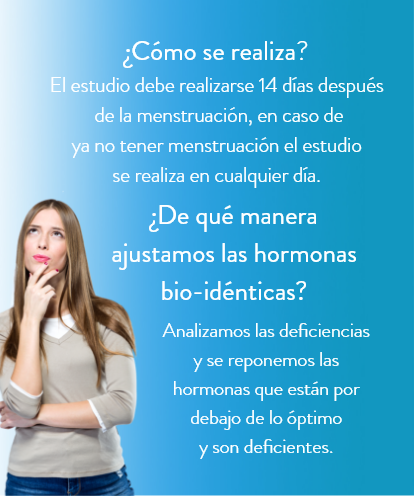 ¿Cómo se realiza?
El estudio debe realizarse 14 días después
de la menstruación, en caso de
ya no tener menstruación el estudio
se realiza en cualquier día.
¿De qué manera
ajustamos las hormonas
bio-idénticas?
Analizamos las deficiencias
y se reponemos las
hormonas que están por
debajo de lo óptimo
y son deficientes.